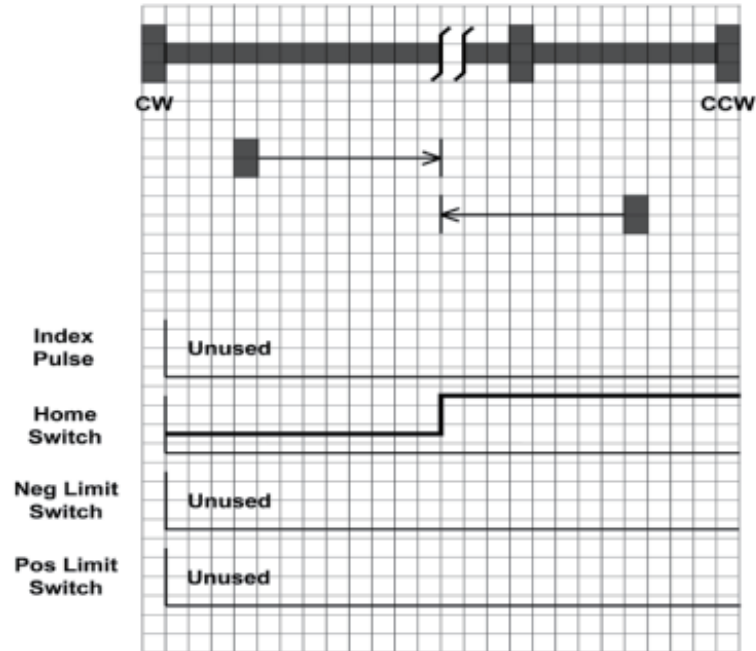 CW
CCW
Index
Pulse
Unused
Home
Switch
Neg Limit
Switch
Unused
Pos Limit
Switch
Unused